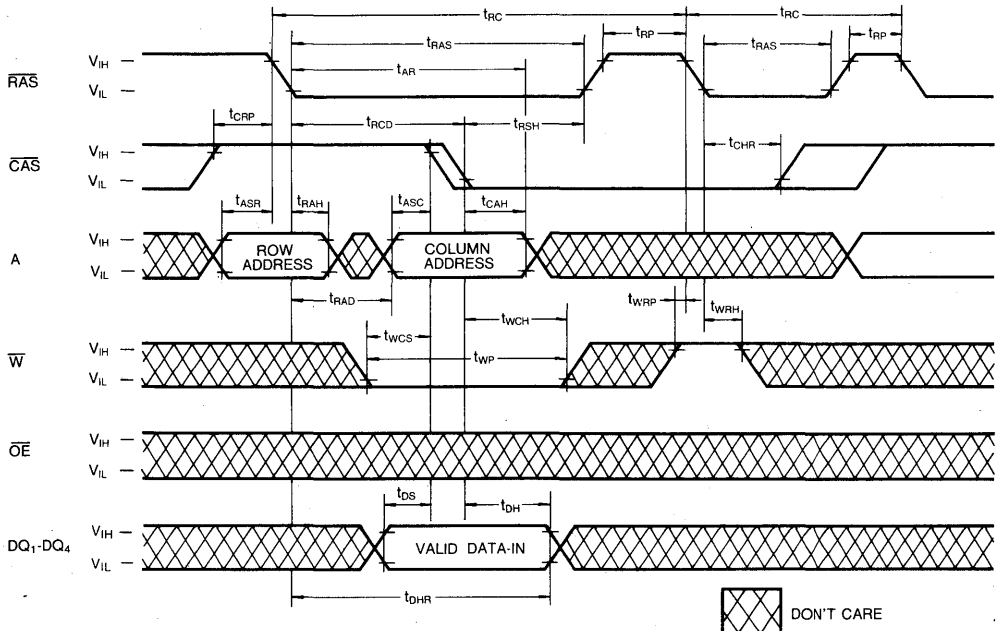 tRC tRC
tRAS tRP tRAS tRP
tAR
RAS VIH VIL
tCRP tRCD tRSH tCHR
CAS VIH VIL
tASR tRAH tASC tCAH
A VIH VIL ROW ADDRESS COLUMN ADDRESS
tRAD tWCH tWRP tWRH
tWCS tWP
W VIH VIL
OE VIH VIL
tDS tDH
DQ1-DQ4 VIH VIL VALID DATA-IN
tDHR
DON'T CARE